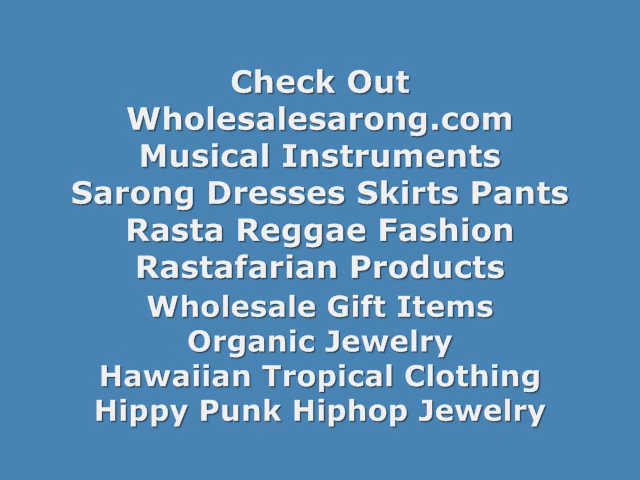 Check Out
Wholesalesarong.com
Musical Instruments
Sarong Dresses Skirts Pants
Rasta Reggae Fashion
Rastafarian Products
Wholesale Gift Items
Organic Jewelry
Hawaiian Tropical Clothing
Hippy Punk Hiphop Jewelry